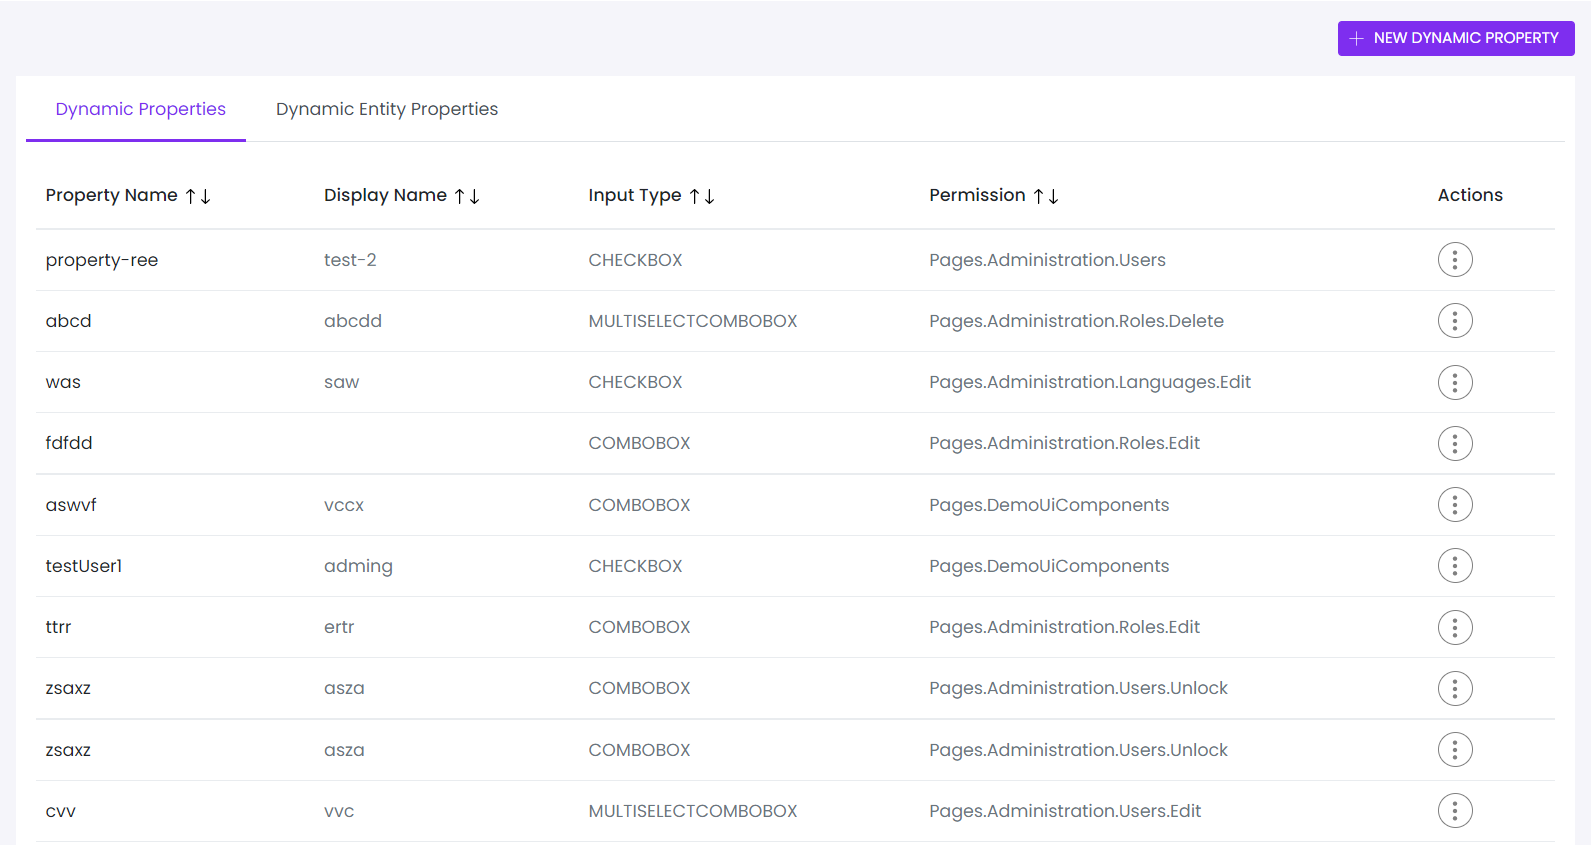 NEW DYNAMIC PROPERTY
Dynamic Properties Dynamic Entity Properties
Property Name Display Name Input Type Permission Actions
property-ree test-2 CHECKBOX Pages.Administration.Users
abcd abcdd MULTISELECTCOMBOBOX Pages.Administration.Roles.Delete
was saw CHECKBOX Pages.Administration.Languages.Edit
fdfdd COMBOBOX Pages.Administration.Roles.Edit
aswvf vccx COMBOBOX Pages.DemoUiComponents
testUser1 adming CHECKBOX Pages.DemoUiComponents
ttrr ertr COMBOBOX Pages.Administration.Roles.Edit
zsaxz asza COMBOBOX Pages.Administration.Users.Unlock
zsaxz asza COMBOBOX Pages.Administration.Users.Unlock
cvv vvc MULTISELECTCOMBOBOX Pages.Administration.Users.Edit